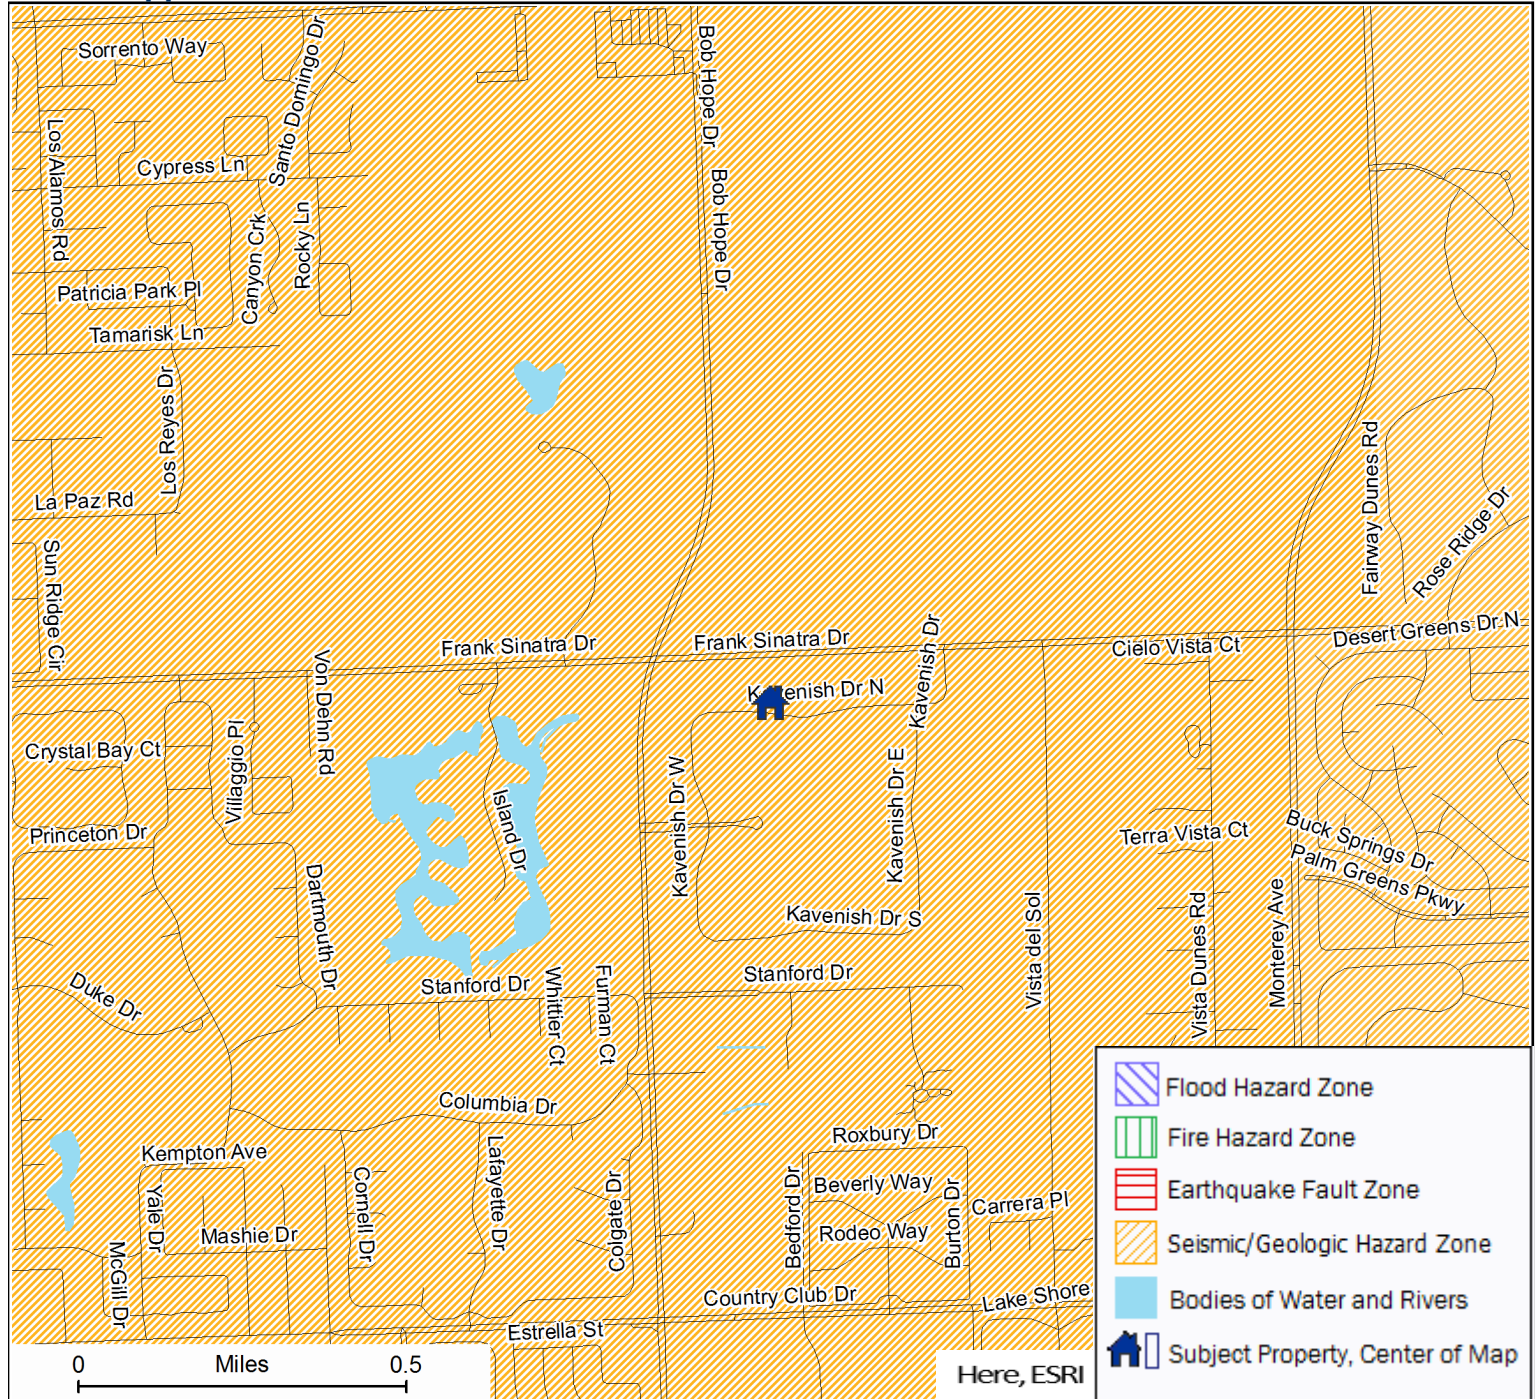 Sorrento Way
Santo Domingo Dr
Bob Hope Dr
Los Alamos Rd
Cypress Ln
Bob Hope Dr
Canyon Crk
Rocky Ln
Patricia Park Pl
Tamarisk Ln
Los Reyes Dr
La Paz Rd
Fairway Dunes Rd
Rose Ridge Dr
Sun Ridge Cir
Frank Sinatra Dr
Frank Sinatra Dr
Kavenish Dr
Cielo Vista Ct
Desert Greens Dr N
Von Dehn Rd
Kavenish Dr N
Crystal Bay Ct
Villaggio Pl
Kavenish Dr W
Kavenish Dr E
Island Dr
Princeton Dr
Terra Vista Ct
Buck Springs Dr
Palm Greens Pkwy
Dartmouth Dr
Kavenish Dr S
Vista del Sol
Vista Dunes Rd
Monterey Ave
Duke Dr
Stanford Dr
Whittier Ct
Furman Ct
Stanford Dr
Columbia Dr
Kempton Ave
Roxbury Dr
Yale Dr
Cornell Dr
Lafayette Dr
Colgate Dr
Bedford Dr
Beverly Way
Burton Dr
Carrera Pl
Mashie Dr
Rodeo Way
McGill Dr
Country Club Dr
Lake Shore
Estrella St
0 Miles 0.5
Here, ESRI
Flood Hazard Zone
Fire Hazard Zone
Earthquake Fault Zone
Seismic/Geologic Hazard Zone
Bodies of Water and Rivers
Subject Property, Center of Map